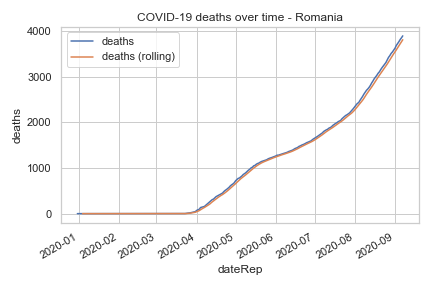 COVID-19 deaths over time - Romania
deaths
deaths (rolling)
4000
3000
2000
1000
0
deaths
2020-01
2020-02
2020-03
2020-04
2020-05
2020-06
2020-07
2020-08
2020-09
dateRep